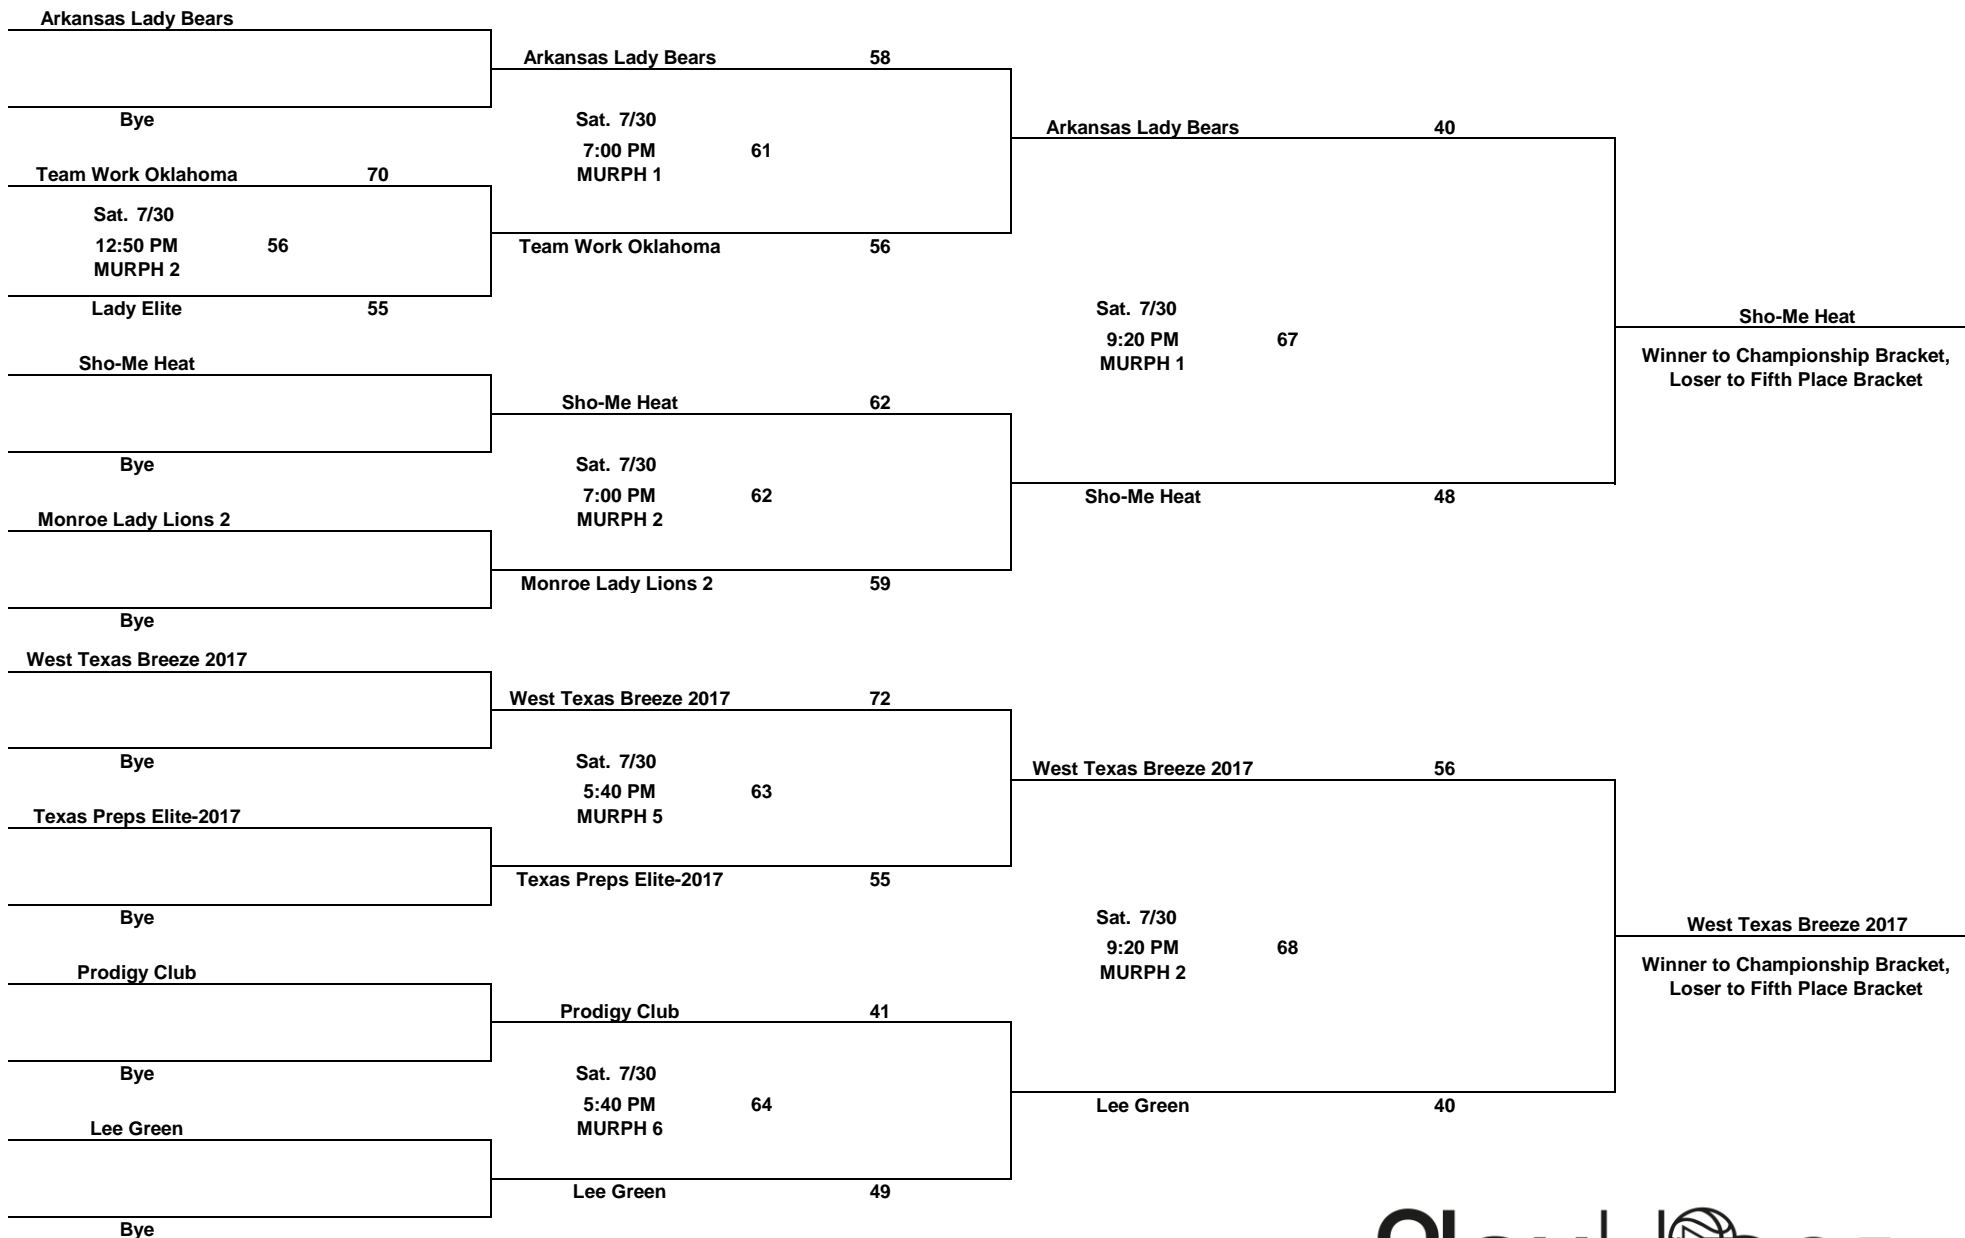 Arkansas Lady Bears
Arkansas Lady Bears 58
Bye
Sat. 7/30
7:00 PM 61
MURPH 1
Arkansas Lady Bears 40
Team Work Oklahoma 70
Sat. 7/30
12:50 PM 56
MURPH 2
Team Work Oklahoma 56
Lady Elite 55
Sat. 7/30
9:20 PM 67
MURPH 1
Sho-Me Heat
Winner to Championship Bracket,
Loser to Fifth Place Bracket
Sho-Me Heat
Sho-Me Heat 62
Bye
Sat. 7/30
7:00 PM 62
MURPH 2
Sho-Me Heat 48
Monroe Lady Lions 2
Monroe Lady Lions 2 59
Bye
West Texas Breeze 2017
West Texas Breeze 2017 72
Bye
Sat. 7/30
5:40 PM 63
MURPH 5
West Texas Breeze 2017 56
Texas Preps Elite-2017
Texas Preps Elite-2017 55
Bye
Sat. 7/30
9:20 PM 68
MURPH 2
West Texas Breeze 2017
Winner to Championship Bracket,
Loser to Fifth Place Bracket
Prodigy Club
Prodigy Club 41
Bye
Sat. 7/30
5:40 PM 64
MURPH 6
Lee Green 40
Lee Green
Lee Green 49
Bye